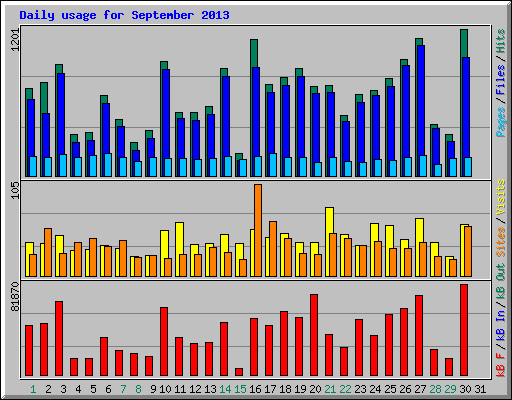 Daily usage for September 2013
1201
105
81870
Pages / Files / Hits
Sites / Visits
kB F / kB In / kB Out
1 2 3 4 5 6 7 8 9 10 11 12 13 14 15 16 17 18 19 20 21 22 23 24 25 26 27 28 29 30 31